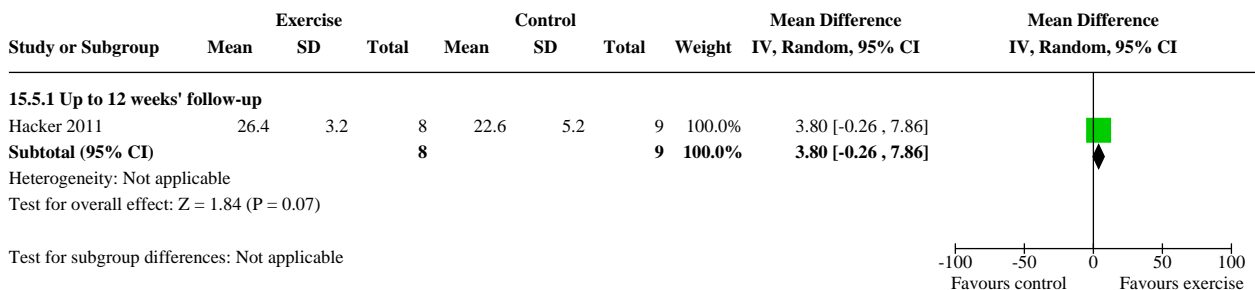 Exercise Control Mean Difference Mean Difference
Study or Subgroup Mean SD Total Mean SD Total Weight IV, Random, 95% CI IV, Random, 95% CI
15.5.1 Up to 12 weeks' follow-up
Hacker 2011 26.4 3.2 8 22.6 5.2 9 100.0% 3.80 [-0.26 , 7.86]
Subtotal (95% CI) 8 9 100.0% 3.80 [-0.26 , 7.86]
Heterogeneity: Not applicable
Test for overall effect: Z = 1.84 (P = 0.07)
Test for subgroup differences: Not applicable
-100 -50 0 50 100
Favours control Favours exercise